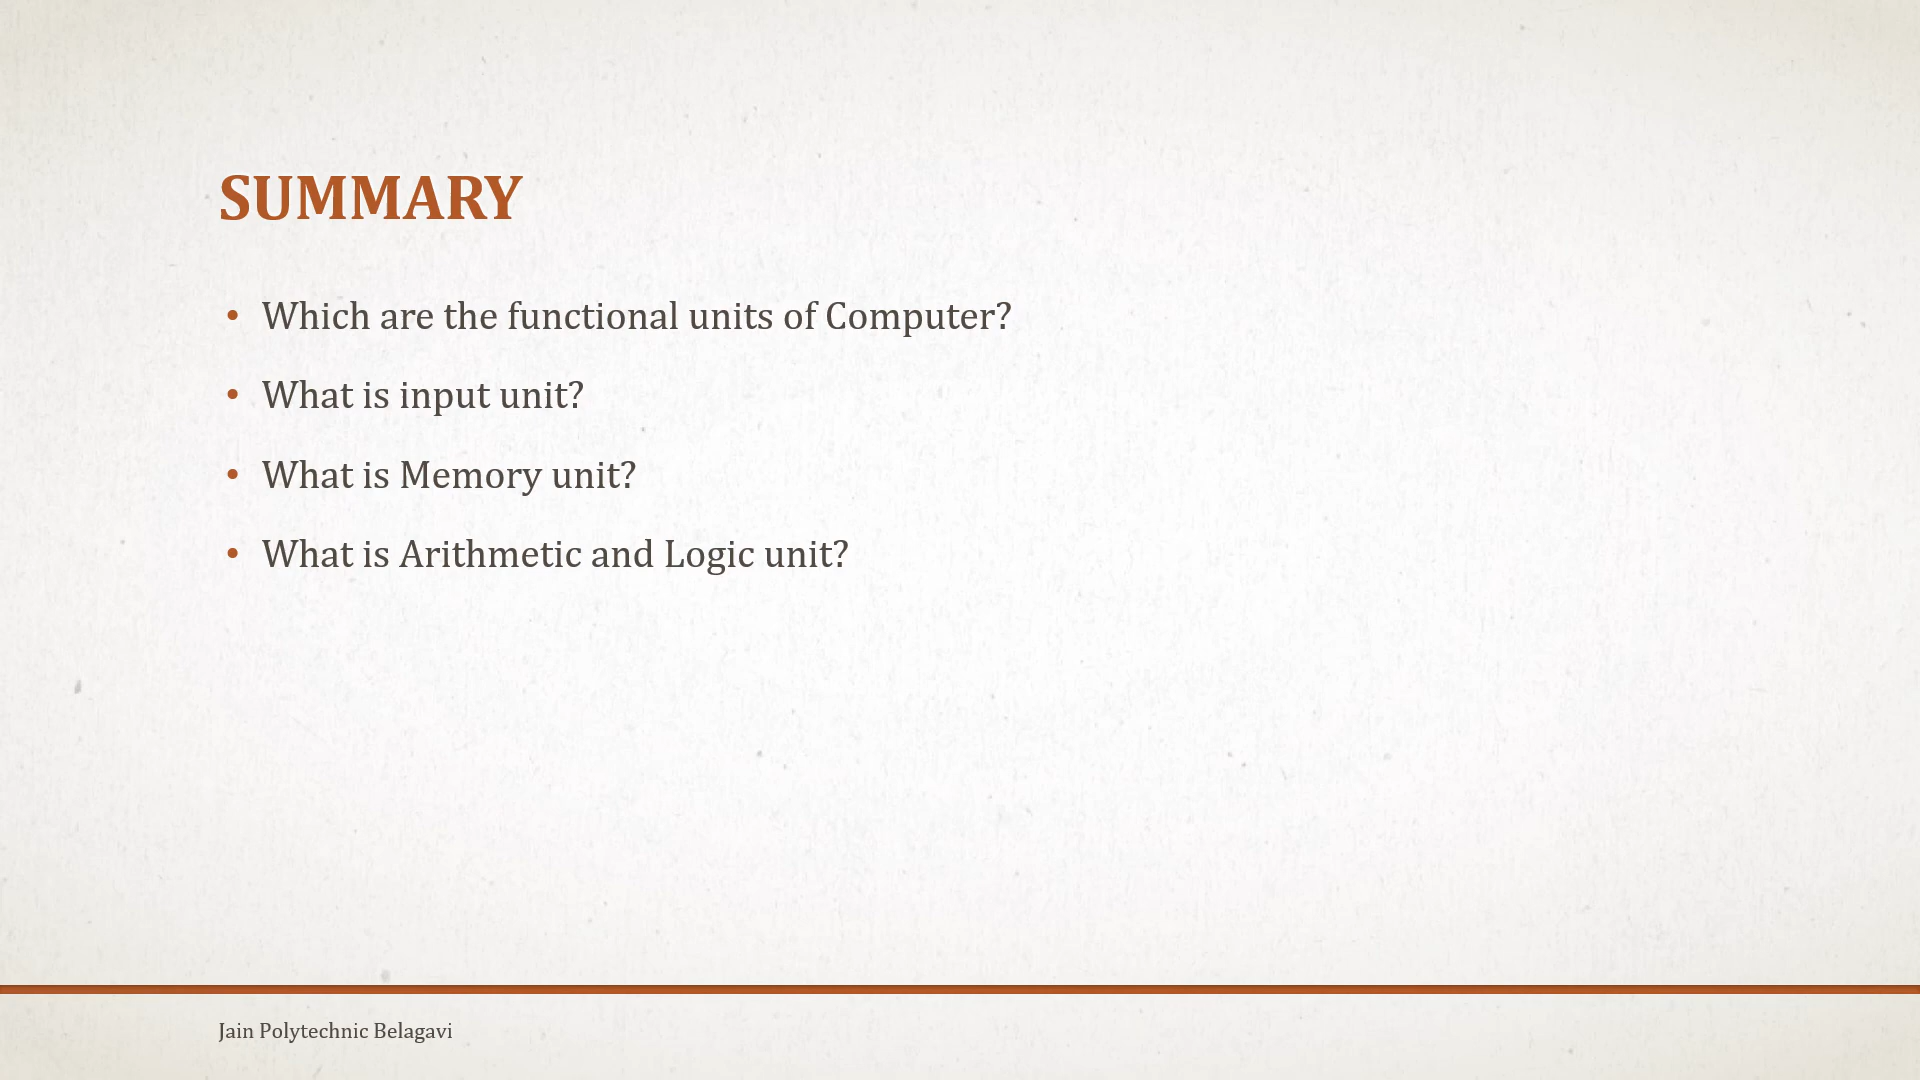 SUMMARY
• Which are the functional units of Computer?
• What is input unit?
• What is Memory unit?
• What is Arithmetic and Logic unit?
Jain Polytechnic Belagavi